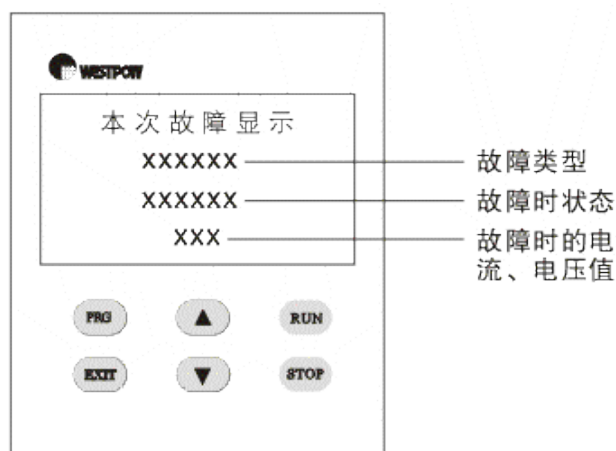 WESTPOW
本次故障显示
XXXXXX
XXXXXX
XXX
故障类型
故障时状态
故障时的电
流、电压值
PRG
▲
RUN
EXIT
▼
STOP